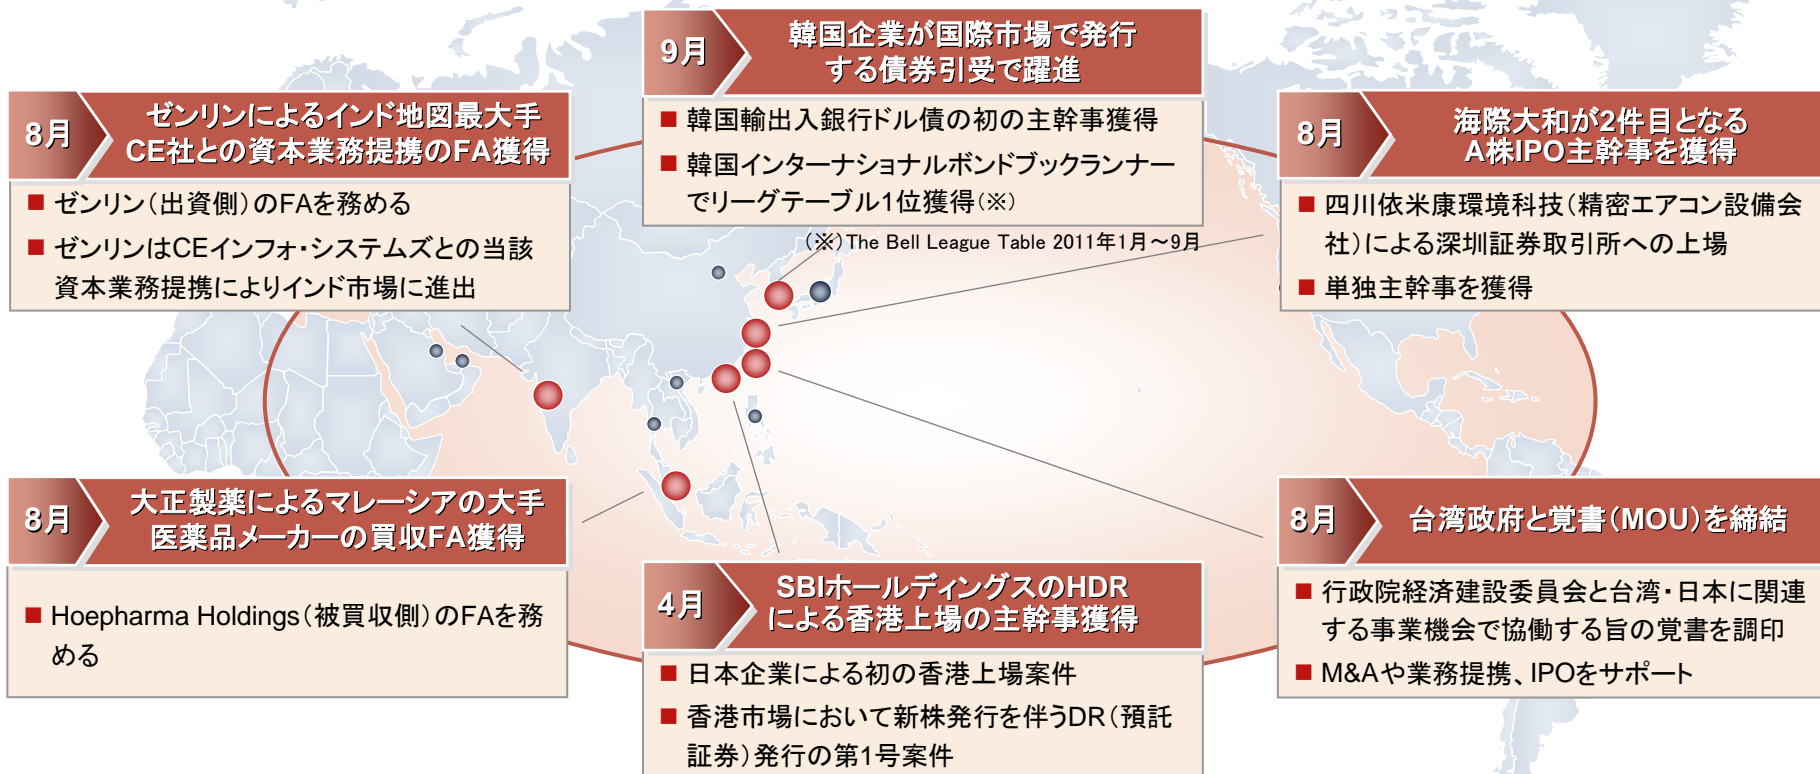 8月
ゼンリンによるインド地図最大手
CE社との資本業務提携のFA獲得
■ ゼンリン(出資側)のFAを務める
■ ゼンリンはCEインフォ・システムズとの当該
資本業務提携によりインド市場に進出
9月
韓国企業が国際市場で発行
する債券引受で躍進
■ 韓国輸出入銀行ドル債の初の主幹事獲得
■ 韓国インターナショナルボンドブックランナー
でリーグテーブル1位獲得(※)
(※)The Bell League Table 2011年1月~9月
8月
海際大和が2件目となる
A株IPO主幹事を獲得
■ 四川依米康環境科技(精密エアコン設備会
社)による深圳証券取引所への上場
■ 単独主幹事を獲得
8月
大正製薬によるマレーシアの大手
医薬品メーカーの買収FA獲得
■ Hoepharma Holdings(被買収側)のFAを務
める
4月
SBIホールディングスのHDR
による香港上場の主幹事獲得
■ 日本企業による初の香港上場案件
■ 香港市場において新株発行を伴うDR(預託
証券)発行の第1号案件
8月
台湾政府と覚書(MOU)を締結
■ 行政院経済建設委員会と台湾・日本に関連
する事業機会で協働する旨の覚書を調印
■ M&Aや業務提携、IPOをサポート